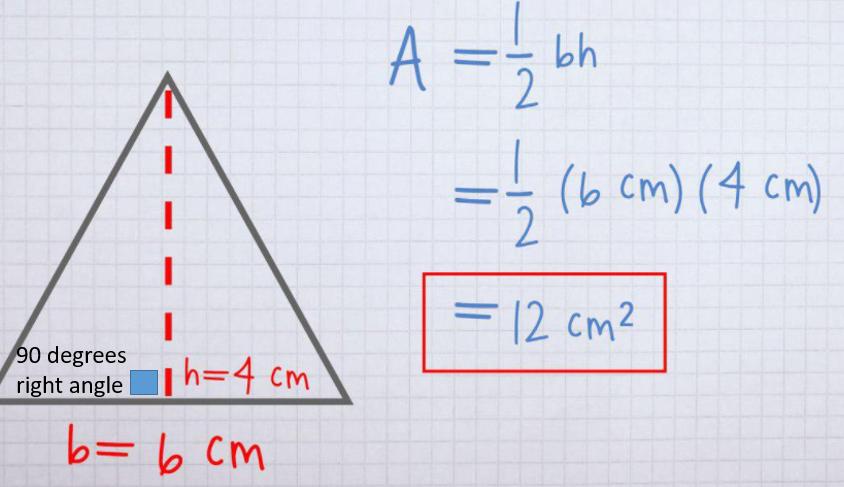 A = 1/2 bh
= 1/2 (6 cm) (4 cm)
= 12 cm²
90 degrees
right angle
h=4 cm
b= 6 cm